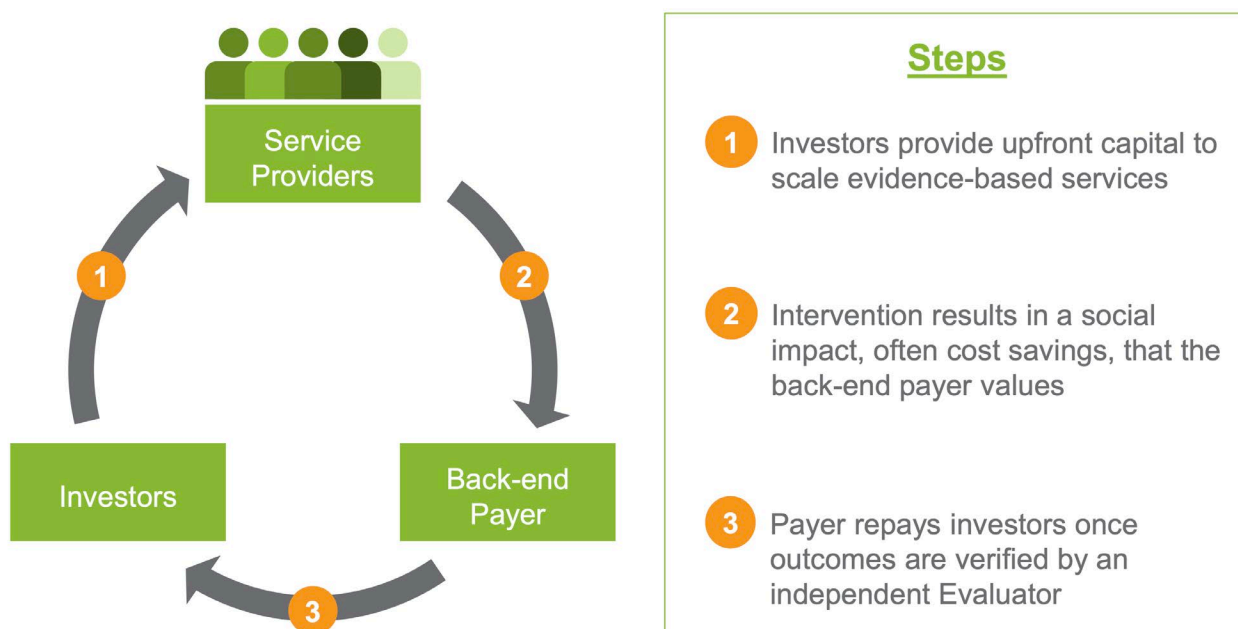 Service
Providers
1
2
Investors
Back-end
Payer
3
Steps
1 Investors provide upfront capital to
scale evidence-based services
2 Intervention results in a social
impact, often cost savings, that the
back-end payer values
3 Payer repays investors once
outcomes are verified by an
independent Evaluator